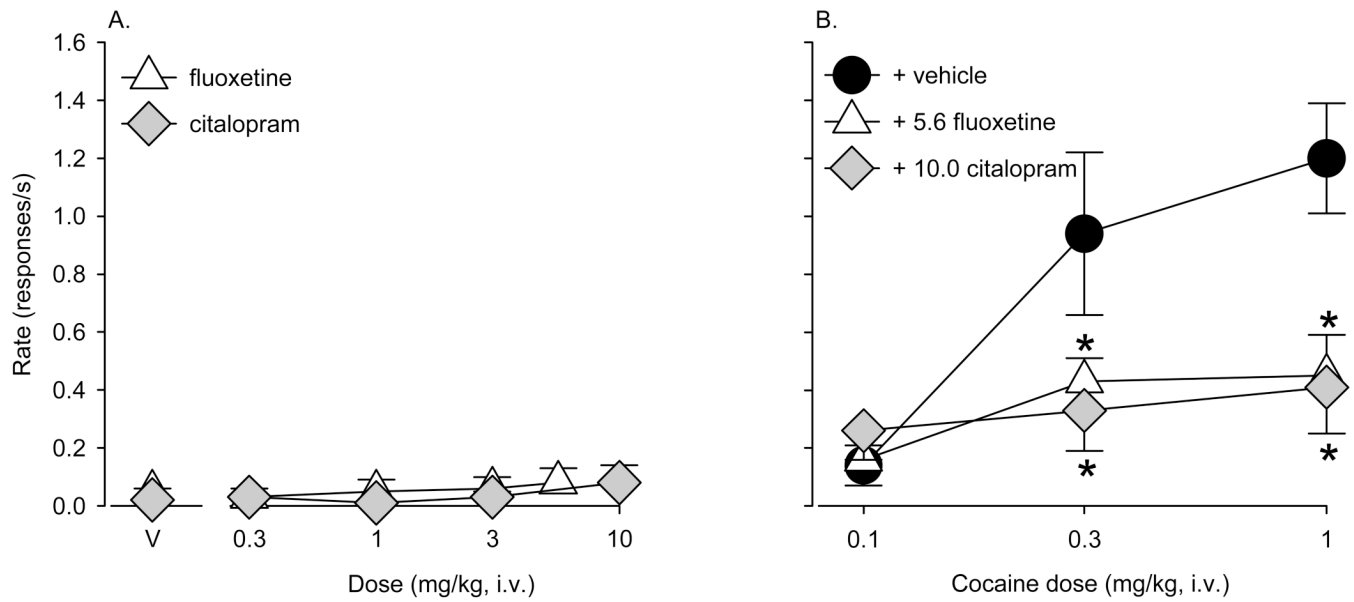 A.
1.6
1.4
1.2
1.0
0.8
0.6
0.4
0.2
0.0
Rate (responses/s)
fluoxetine
citalopram
V 0.3 1 3 10
Dose (mg/kg, i.v.)
B.
+ vehicle
+ 5.6 fluoxetine
+ 10.0 citalopram
* *
* *
0.1 0.3 1
Cocaine dose (mg/kg, i.v.)